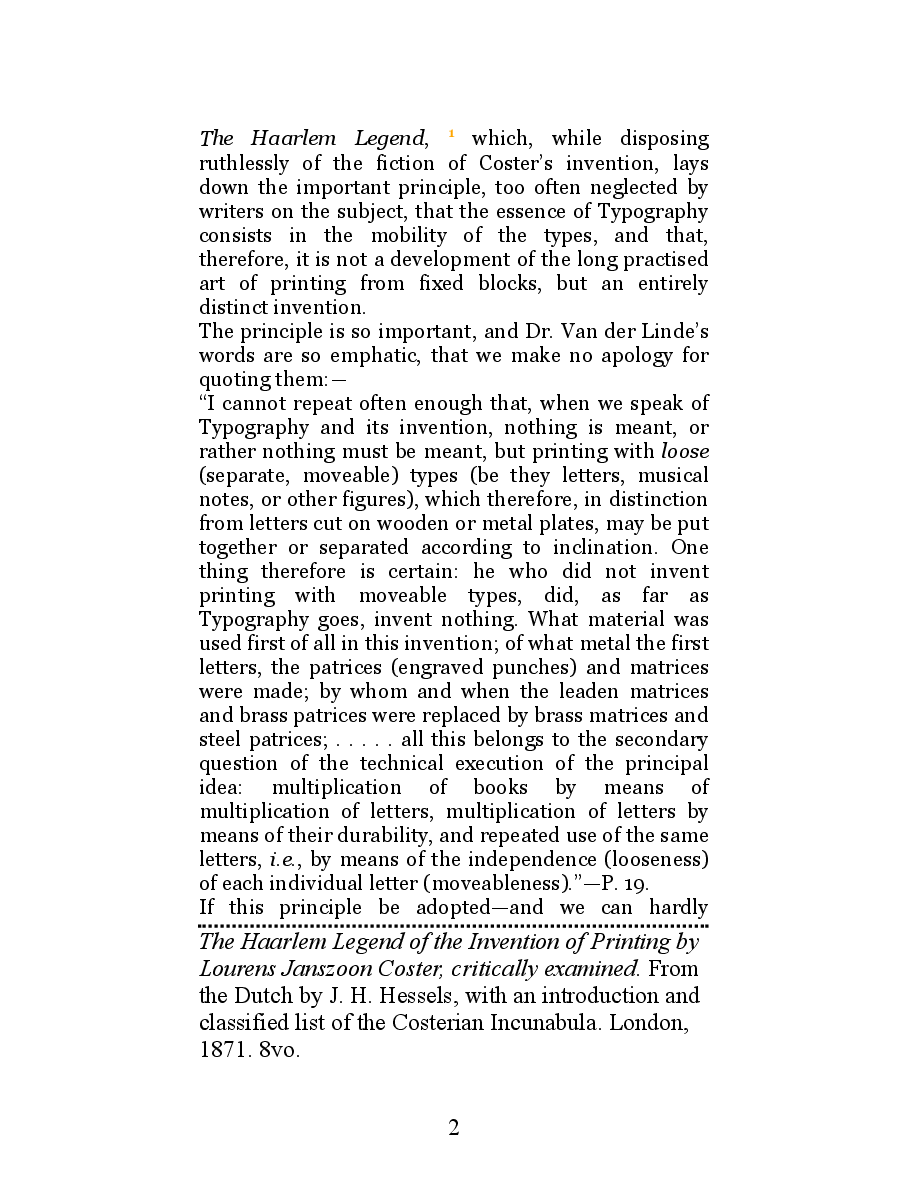 The Haarlem Legend, 1 which, while disposing
ruthlessly of the fiction of Coster’s invention, lays
down the important principle, too often neglected by
writers on the subject, that the essence of Typography
consists in the mobility of the types, and that,
therefore, it is not a development of the long practised
art of printing from fixed blocks, but an entirely
distinct invention.
The principle is so important, and Dr. Van der Linde’s
words are so emphatic, that we make no apology for
quoting them:—
“I cannot repeat often enough that, when we speak of
Typography and its invention, nothing is meant, or
rather nothing must be meant, but printing with loose
(separate, moveable) types (be they letters, musical
notes, or other figures), which therefore, in distinction
from letters cut on wooden or metal plates, may be put
together or separated according to inclination. One
thing therefore is certain: he who did not invent
printing with moveable types, did, as far as
Typography goes, invent nothing. What material was
used first of all in this invention; of what metal the first
letters, the patrices (engraved punches) and matrices
were made; by whom and when the leaden matrices
and brass patrices were replaced by brass matrices and
steel patrices; . . . . . all this belongs to the secondary
question of the technical execution of the principal
idea: multiplication of books by means of
multiplication of letters, multiplication of letters by
means of their durability, and repeated use of the same
letters, i.e., by means of the independence (looseness)
of each individual letter (moveableness).”—P. 19.
If this principle be adopted—and we can hardly
The Haarlem Legend of the Invention of Printing by
Lourens Janszoon Coster, critically examined. From
the Dutch by J. H. Hessels, with an introduction and
classified list of the Costerian Incunabula. London,
1871. 8vo.
2